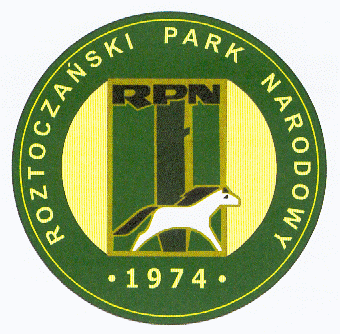 ROZTOCZAŃSKI PARK NARODOWY
RPN
• 1974 •